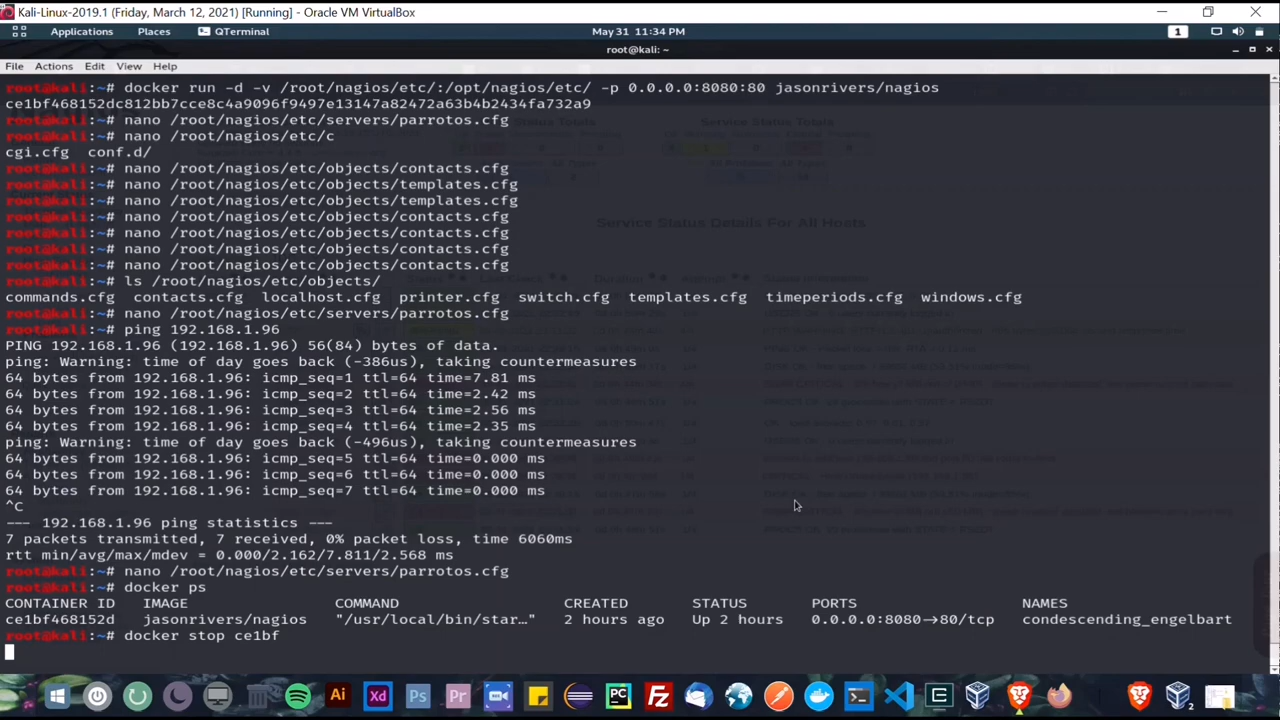 Kali-Linux-2019.1 (Friday, March 12, 2021) [Running] - Oracle VM VirtualBox
Applications Places QTerminal May 31 11:34 PM 1
root@kali: ~
File Actions Edit View Help
root@kali:~# docker run -d -v /root/nagios/etc/:/opt/nagios/etc/ -p 0.0.0.0:8080:80 jasonrivers/nagios
ce1bf468152dc812bb7cce8c4a9096f9497e13147a82472a63b4b2434fa732a9
root@kali:~# nano /root/nagios/etc/servers/parrotos.cfg
root@kali:~# nano /root/nagios/etc/c
cgi.cfg conf.d/
root@kali:~# nano /root/nagios/etc/objects/contacts.cfg
root@kali:~# nano /root/nagios/etc/objects/templates.cfg
root@kali:~# nano /root/nagios/etc/objects/templates.cfg
root@kali:~# nano /root/nagios/etc/objects/contacts.cfg
root@kali:~# nano /root/nagios/etc/objects/contacts.cfg
root@kali:~# nano /root/nagios/etc/objects/contacts.cfg
root@kali:~# nano /root/nagios/etc/objects/contacts.cfg
Service Status Details For All Hosts
root@kali:~# ls /root/nagios/etc/objects/
commands.cfg contacts.cfg localhost.cfg printer.cfg switch.cfg templates.cfg timeperiods.cfg windows.cfg
root@kali:~# nano /root/nagios/etc/servers/parrotos.cfg
root@kali:~# ping 192.168.1.96
PING 192.168.1.96 (192.168.1.96) 56(84) bytes of data.
ping: Warning: time of day goes back (-386us), taking countermeasures
64 bytes from 192.168.1.96: icmp_seq=1 ttl=64 time=7.81 ms
64 bytes from 192.168.1.96: icmp_seq=2 ttl=64 time=2.42 ms
64 bytes from 192.168.1.96: icmp_seq=3 ttl=64 time=2.56 ms
64 bytes from 192.168.1.96: icmp_seq=4 ttl=64 time=2.35 ms
ping: Warning: time of day goes back (-496us), taking countermeasures
64 bytes from 192.168.1.96: icmp_seq=5 ttl=64 time=0.000 ms
64 bytes from 192.168.1.96: icmp_seq=6 ttl=64 time=0.000 ms
64 bytes from 192.168.1.96: icmp_seq=7 ttl=64 time=0.000 ms
^C
--- 192.168.1.96 ping statistics ---
7 packets transmitted, 7 received, 0% packet loss, time 6060ms
rtt min/avg/max/mdev = 0.000/2.162/7.811/2.568 ms
root@kali:~# nano /root/nagios/etc/servers/parrotos.cfg
root@kali:~# docker ps
CONTAINER ID IMAGE COMMAND CREATED STATUS PORTS NAMES
ce1bf468152d jasonrivers/nagios "/usr/local/bin/star…" 2 hours ago Up 2 hours 0.0.0.0:8080→80/tcp condescending_engelbart
root@kali:~# docker stop ce1bf
Ai Xd Ps Pr PC FZ E 2